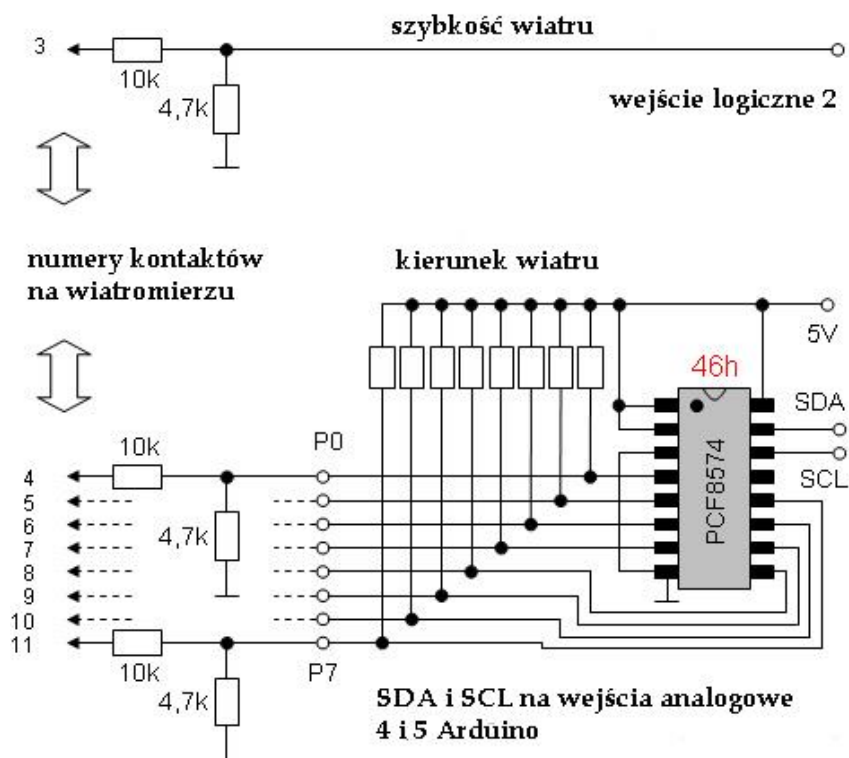 szybkość wiatru
3
10k
4,7k
wejście logiczne 2
numery kontaktów
na wiatromierzu
kierunek wiatru
5V
46h
SDA
SCL
PCF8574
10k
P0
4
5
6
4,7k
7
8
9
10
11
10k
P7
4,7k
SDA i SCL na wejścia analogowe
4 i 5 Arduino